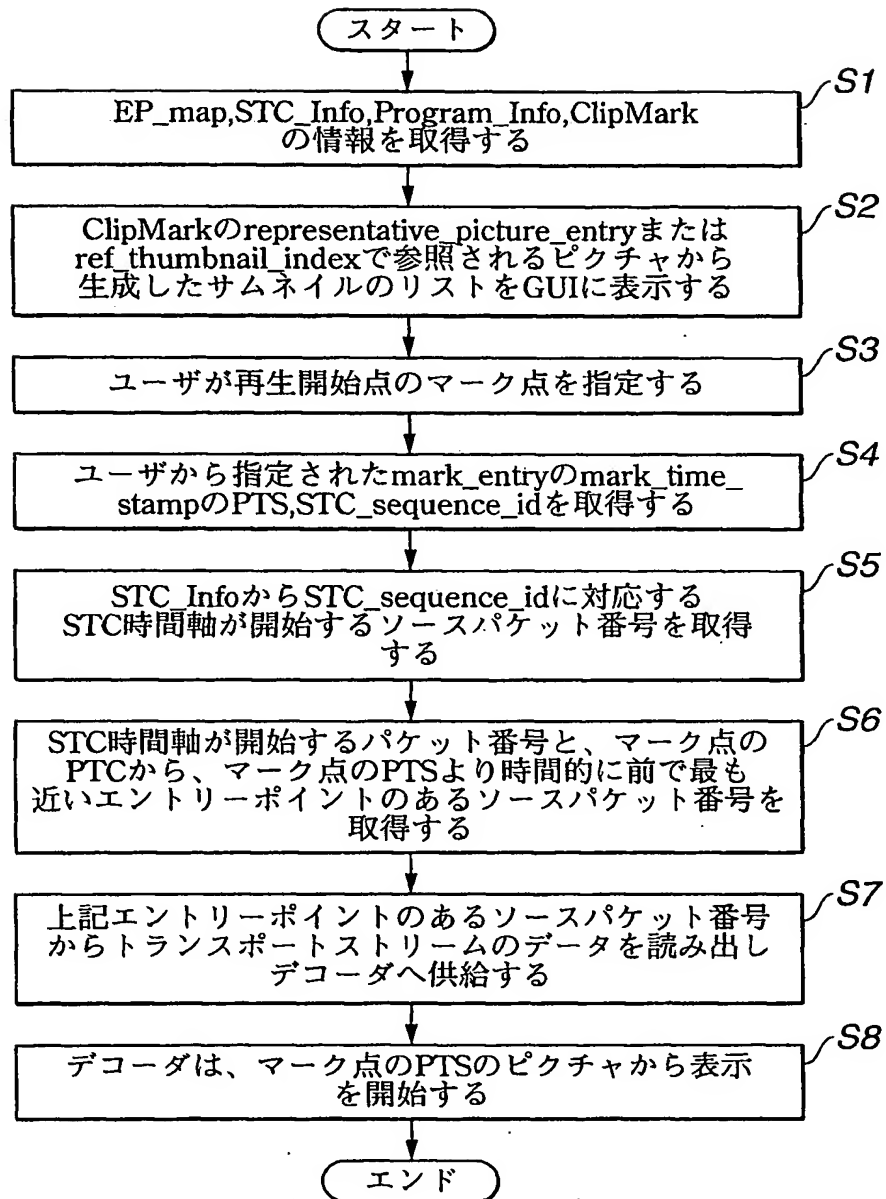 スタート
S1
EP_map,STC_Info,Program_Info,ClipMark
の情報を取得する
S2
ClipMarkのrepresentative_picture_entryまたは
ref_thumbnail_indexで参照されるピクチャから
生成したサムネイルのリストをGUIに表示する
S3
ユーザが再生開始点のマーク点を指定する
S4
ユーザから指定されたmark_entryのmark_time_
stampのPTS,STC_sequence_idを取得する
S5
STC_InfoからSTC_sequence_idに対応する
STC時間軸が開始するソースパケット番号を取得
する
S6
STC時間軸が開始するパケット番号と、マーク点の
PTCから、マーク点のPTSより時間的に前で最も
近いエントリーポイントのあるソースパケット番号を
取得する
S7
上記エントリーポイントのあるソースパケット番号
からトランスポートストリームのデータを読み出し
デコーダへ供給する
S8
デコーダは、マーク点のPTSのピクチャから表示
を開始する
エンド